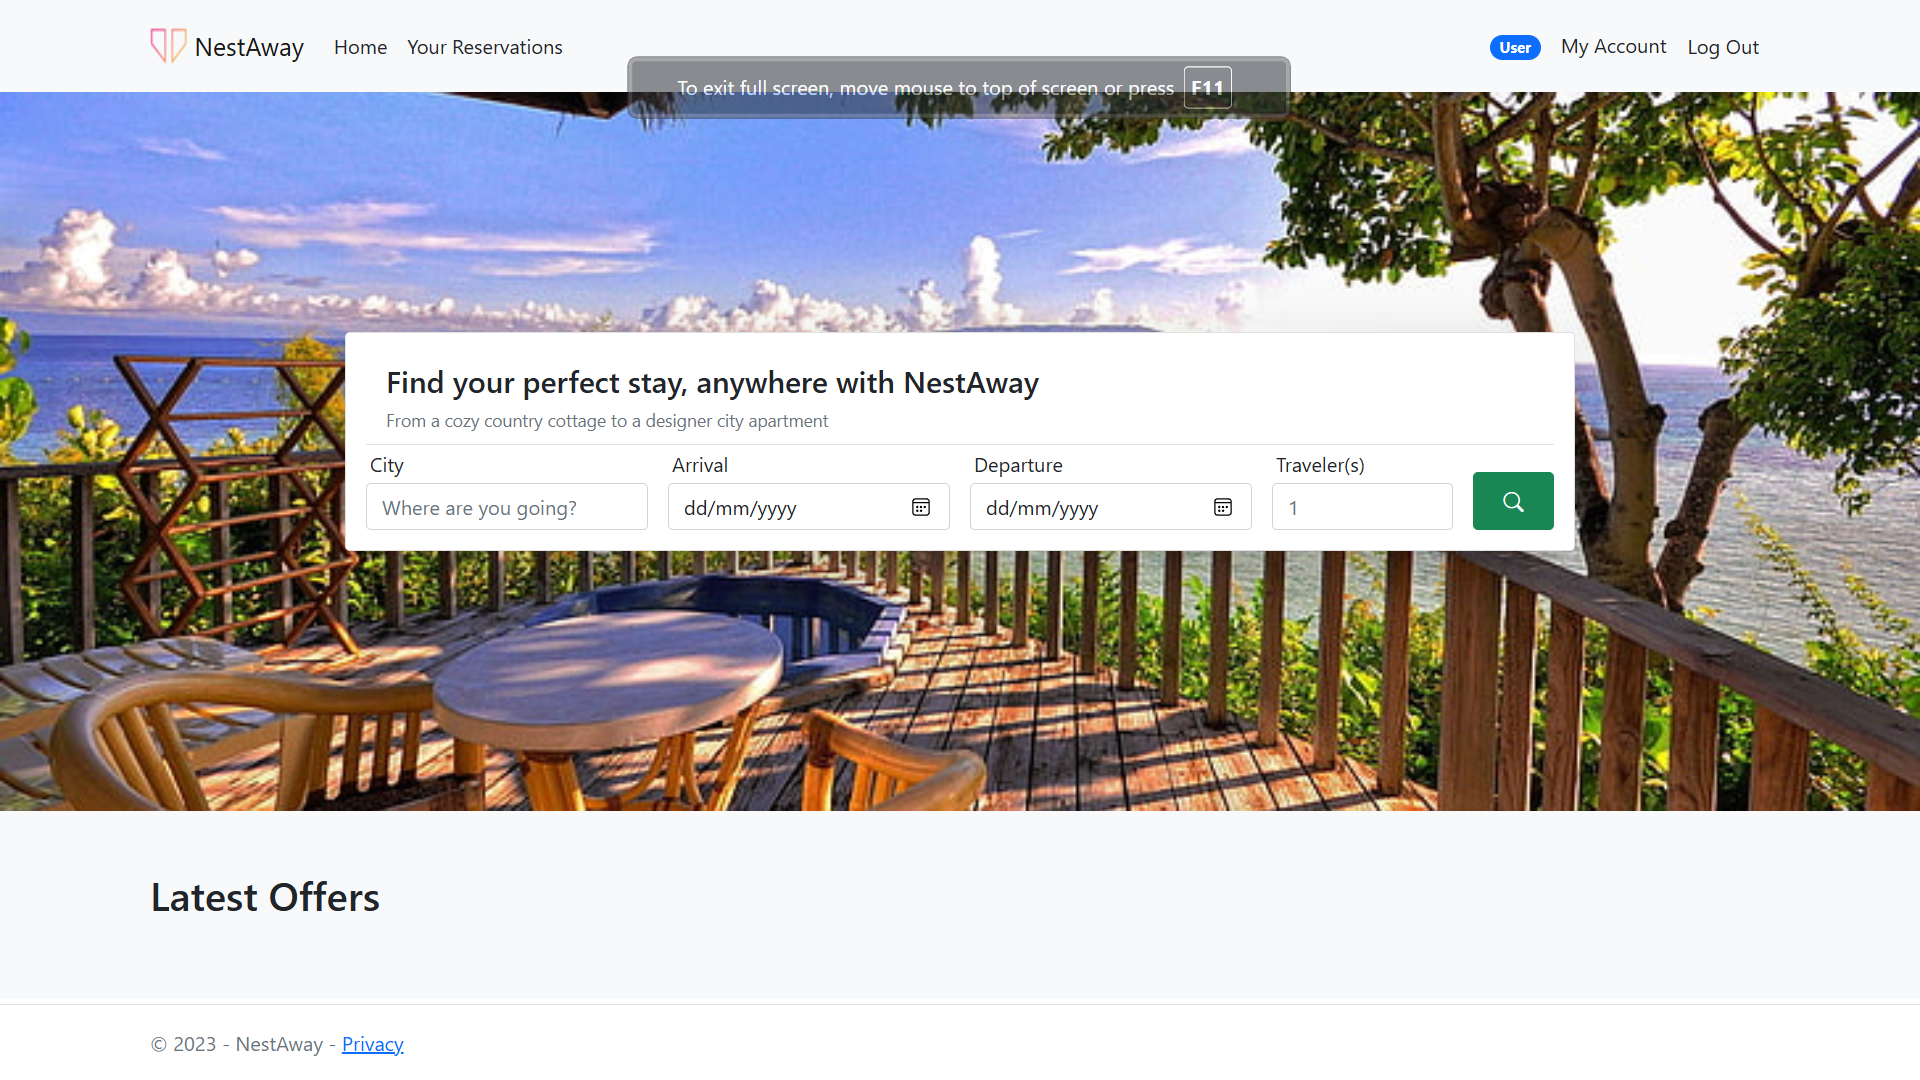 NestAway Home Your Reservations User My Account Log Out
To exit full screen, move mouse to top of screen or press F11
Find your perfect stay, anywhere with NestAway
From a cozy country cottage to a designer city apartment
City Arrival Departure Traveler(s)
Where are you going? dd/mm/yyyy dd/mm/yyyy 1
Latest Offers
© 2023 - NestAway - Privacy